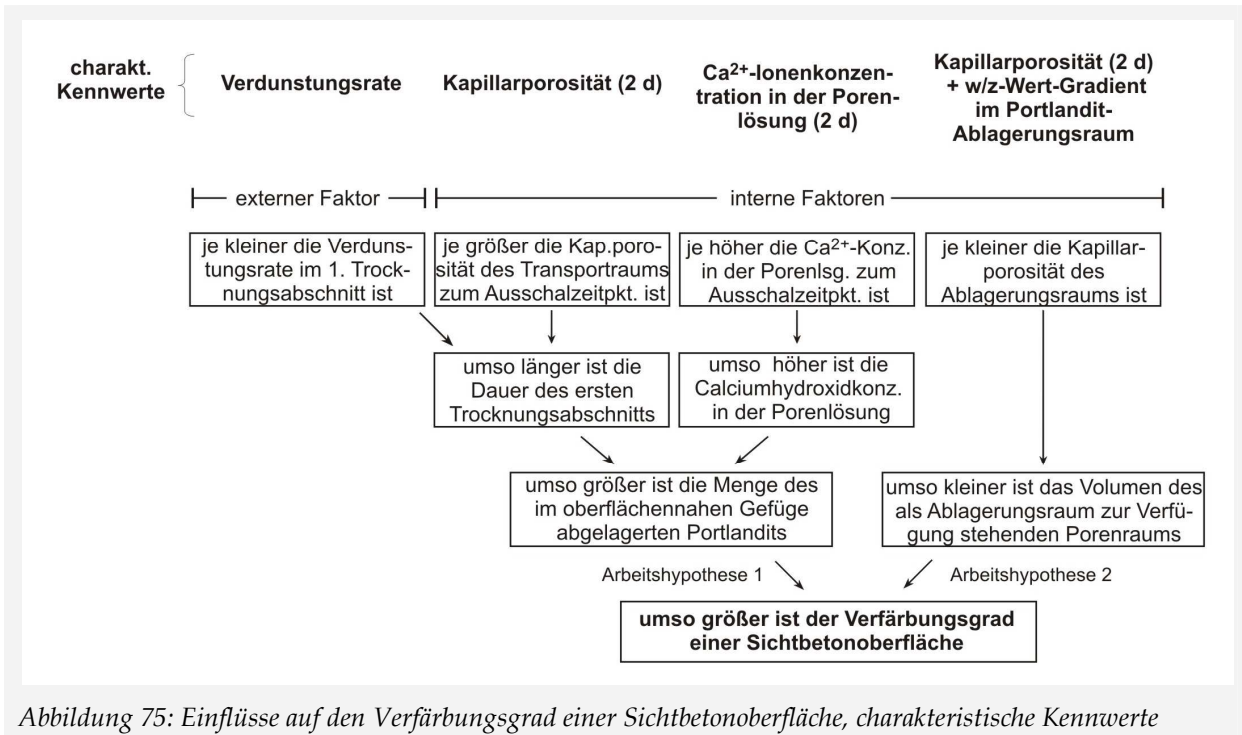 charakt.
Kennwerte
Verdunstungsrate
Kapillarporosität (2 d)
Ca²⁺-Ionenkonzen-
tration in der Poren-
lösung (2 d)
Kapillarporosität (2 d)
+ w/z-Wert-Gradient
im Portlandit-
Ablagerungsraum
externer Faktor
interne Faktoren
je kleiner die Verduns-
tungsrate im 1. Trock-
nungsabschnitt ist
je größer die Kap.poro-
sität des Transportraums
zum Ausschalzeitpkt. ist
je höher die Ca²⁺-Konz.
in der Porenlsg. zum
Ausschalzeitpkt. ist
je kleiner die Kapillar-
porosität des
Ablagerungsraums ist
umso länger ist die
Dauer des ersten
Trocknungsabschnitts
umso höher ist die
Calciumhydroxidkonz.
in der Porenlösung
umso größer ist die Menge des
im oberflächennahen Gefüge
abgelagerten Portlandits
umso kleiner ist das Volumen des
als Ablagerungsraum zur Verfü-
gung stehenden Porenraums
Arbeitshypothese 1
Arbeitshypothese 2
umso größer ist der Verfärbungsgrad
einer Sichtbetonoberfläche
Abbildung 75: Einflüsse auf den Verfärbungsgrad einer Sichtbetonoberfläche, charakteristische Kennwerte